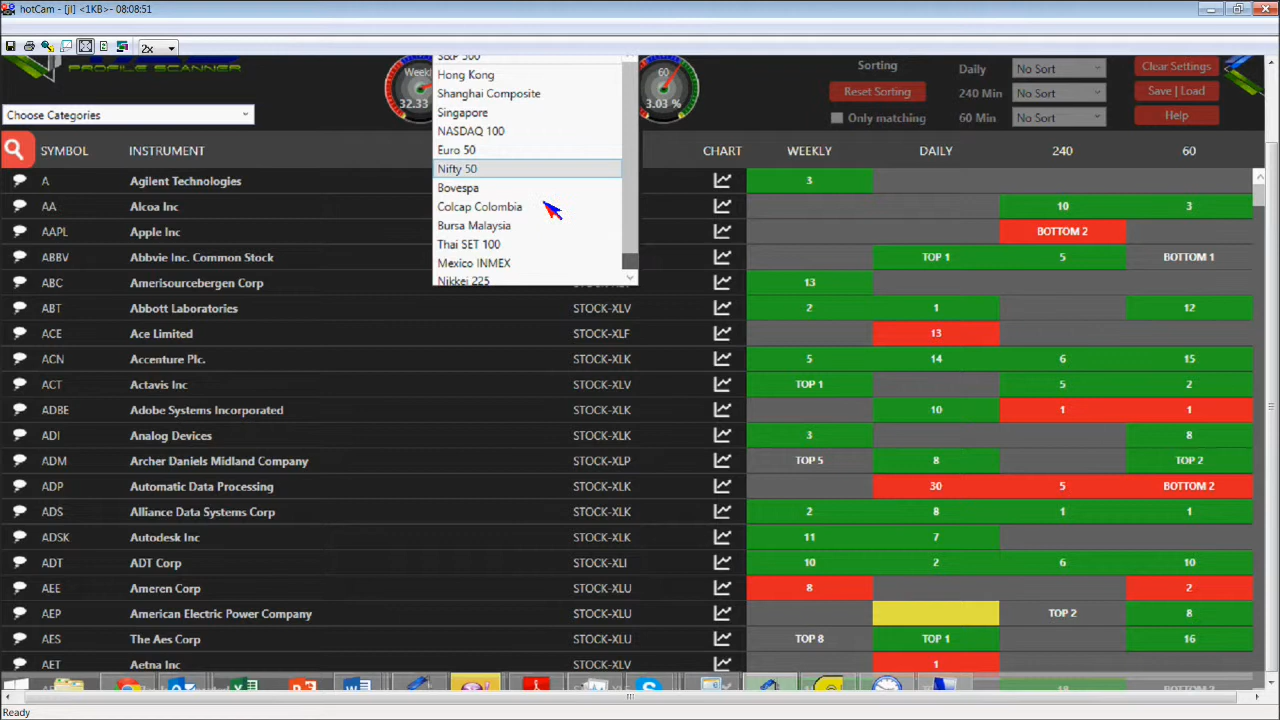 hotCam - [jl] <1KB>- 08:08:51
2x
PROFILE SCANNER
Weekly
32.33
60
3.03 %
S&P 500
Hong Kong
Shanghai Composite
Singapore
NASDAQ 100
Euro 50
Nifty 50
Bovespa
Colcap Colombia
Bursa Malaysia
Thai SET 100
Mexico INMEX
Nikkei 225
Sorting
Reset Sorting
Only matching
Daily No Sort
240 Min No Sort
60 Min No Sort
Clear Settings
Save | Load
Help
Choose Categories
SYMBOL INSTRUMENT CHART WEEKLY DAILY 240 60
A Agilent Technologies 3
AA Alcoa Inc 10 3
AAPL Apple Inc BOTTOM 2
ABBV Abbvie Inc. Common Stock TOP 1 5 BOTTOM 1
ABC Amerisourcebergen Corp 13
ABT Abbott Laboratories STOCK-XLV 2 1 12
ACE Ace Limited STOCK-XLF 13
ACN Accenture Plc. STOCK-XLK 5 14 6 15
ACT Actavis Inc STOCK-XLV TOP 1 5 2
ADBE Adobe Systems Incorporated STOCK-XLK 10 1 1
ADI Analog Devices STOCK-XLK 3 8
ADM Archer Daniels Midland Company STOCK-XLP TOP 5 8 TOP 2
ADP Automatic Data Processing STOCK-XLK 30 5 BOTTOM 2
ADS Alliance Data Systems Corp STOCK-XLK 2 8 1 1
ADSK Autodesk Inc STOCK-XLK 11 7
ADT ADT Corp STOCK-XLI 10 2 6 10
AEE Ameren Corp STOCK-XLU 8 2
AEP American Electric Power Company STOCK-XLU TOP 2 8
AES The Aes Corp STOCK-XLU TOP 8 TOP 1 16
AET Aetna Inc STOCK-XLV 1
Ready